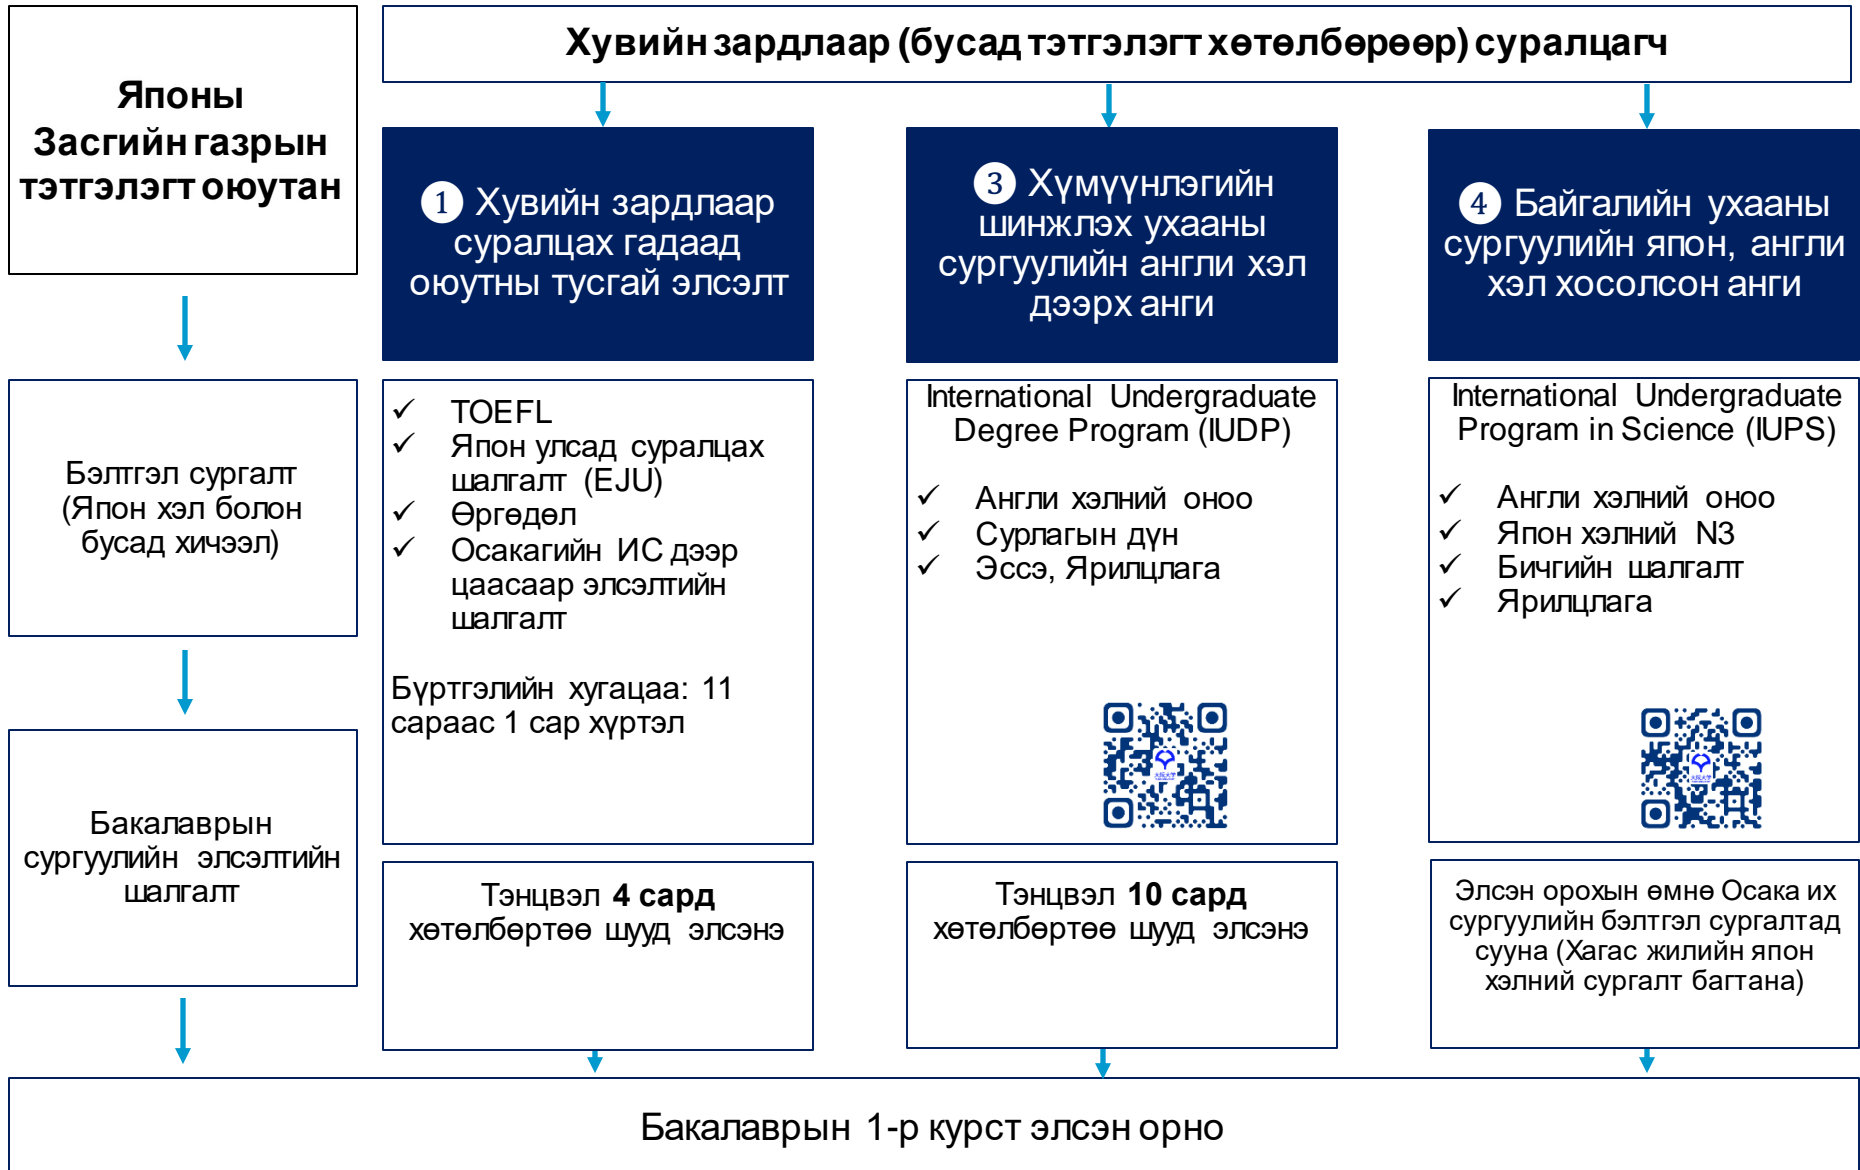 Японы
Засгийн газрын
тэтгэлэгт оюутан
Бэлтгэл сургалт
(Япон хэл болон
бусад хичээл)
Бакалаврын
сургуулийн элсэлтийн
шалгалт
Хувийн зардлаар (бусад тэтгэлэгт хөтөлбөрөөр) суралцагч
❶ Хувийн зардлаар
суралцах гадаад
оюутны тусгай элсэлт
✓ TOEFL
✓ Япон улсад суралцах
шалгалт (EJU)
✓ Өргөдөл
✓ Осакагийн ИС дээр
цаасаар элсэлтийн
шалгалт
Бүртгэлийн хугацаа: 11
сараас 1 сар хүртэл
Тэнцвэл 4 сард
хөтөлбөртөө шууд элсэнэ
❸ Хүмүүнлэгийн
шинжлэх ухааны
сургуулийн англи хэл
дээрх анги
International Undergraduate
Degree Program (IUDP)
✓ Англи хэлний оноо
✓ Сурлагын дүн
✓ Эссэ, Ярилцлага
Тэнцвэл 10 сард
хөтөлбөртөө шууд элсэнэ
❹ Байгалийн ухааны
сургуулийн япон, англи
хэл хосолсон анги
International Undergraduate
Program in Science (IUPS)
✓ Англи хэлний оноо
✓ Япон хэлний N3
✓ Бичгийн шалгалт
✓ Ярилцлага
Элсэн орохын өмнө Осака их
сургуулийн бэлтгэл сургалтад
сууна (Хагас жилийн япон
хэлний сургалт багтана)
Бакалаврын 1-р курст элсэн орно